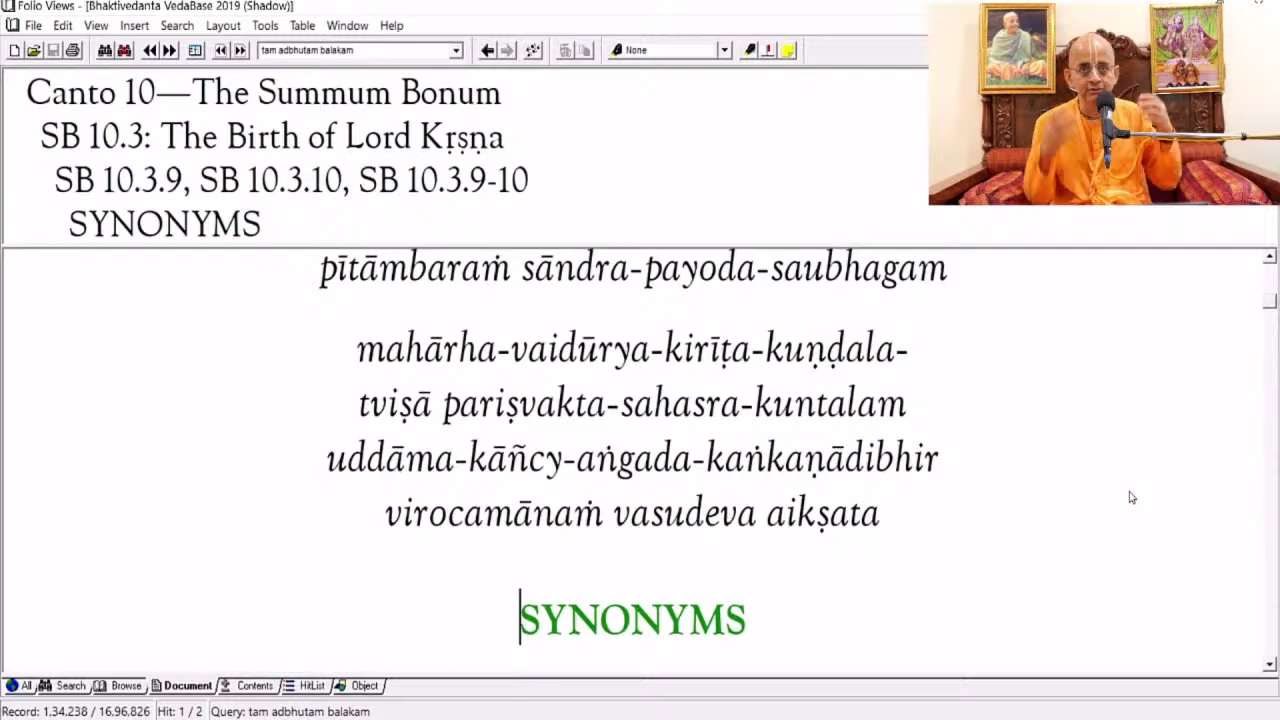 Folio Views - [Bhaktivedanta VedaBase 2019 (Shadow)]
File Edit View Insert Search Layout Tools Table Window Help
tam adbhutam balakam None
Canto 10—The Summum Bonum
SB 10.3: The Birth of Lord Kṛṣṇa
SB 10.3.9, SB 10.3.10, SB 10.3.9-10
SYNONYMS
pītāmbaraṁ sāndra-payoda-saubhagam
mahārha-vaidūrya-kirīṭa-kuṇḍala-
tviṣā pariṣvakta-sahasra-kuntalam
uddāma-kāñcy-aṅgada-kaṅkaṇādibhir
virocamānaṁ vasudeva aikṣata
SYNONYMS
All Search Browse Document Contents HitList Object
Record: 1,34,238 / 16,96,826 Hit: 1 / 2 Query: tam adbhutam balakam